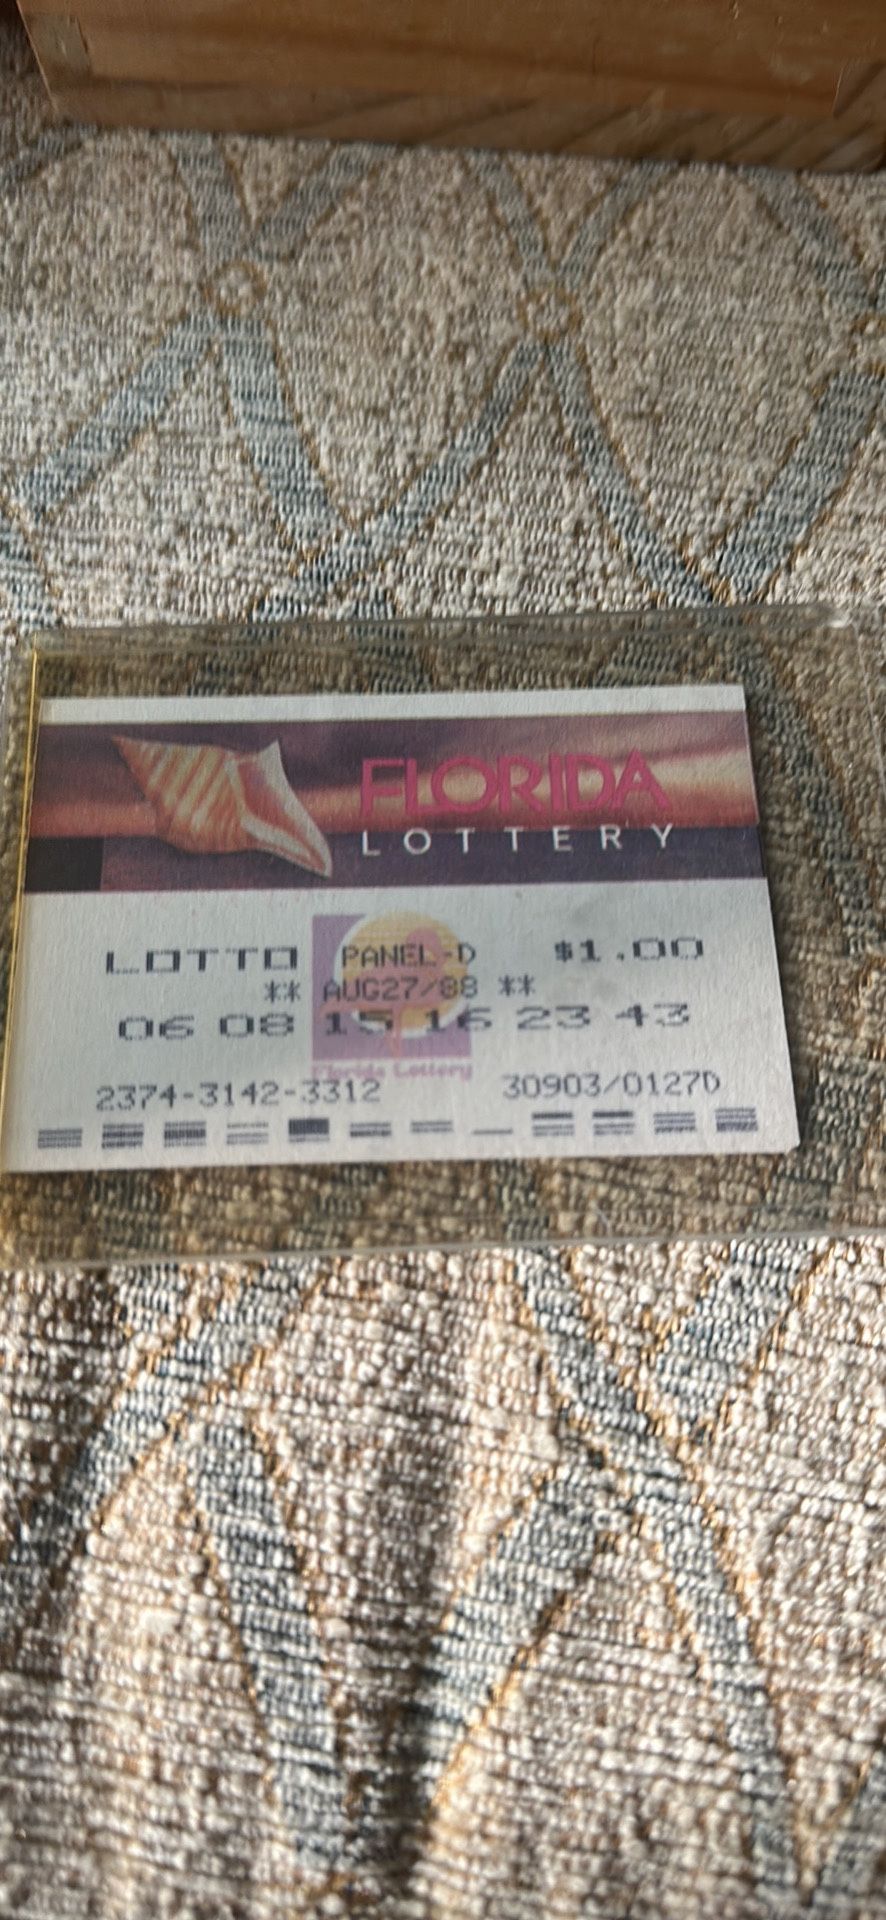 FLORIDA
LOTTERY
LOTTO PANEL-D $1.00
** AUG27/88 **
06 08 15 16 23 43
Florida Lottery
2374-3142-3312 30903/0127D